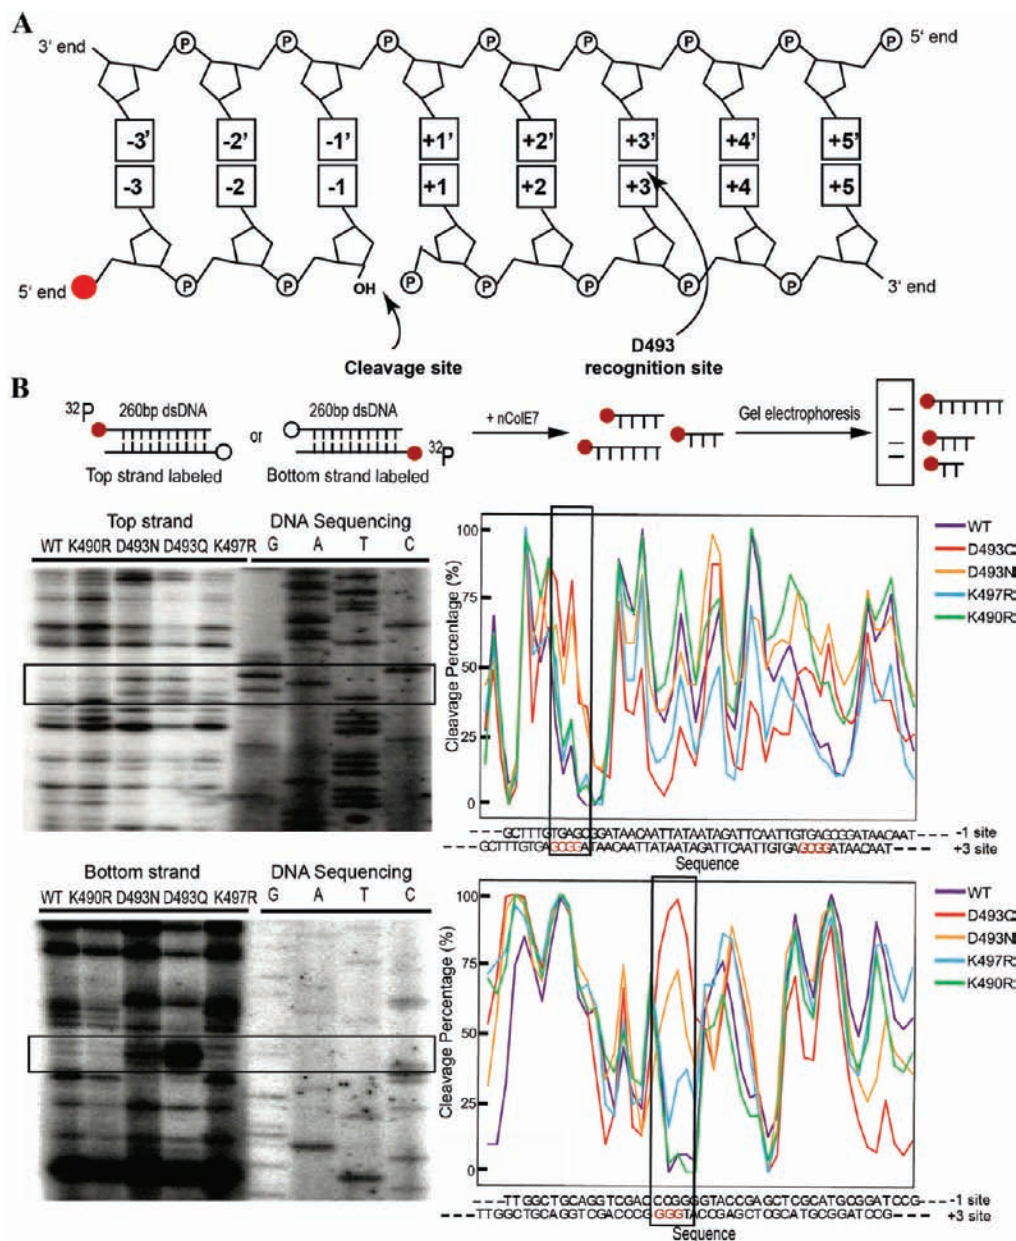 A
3' end
P P P P P P P P
5' end
-3' -2' -1' +1' +2' +3' +4' +5'
-3 -2 -1 +1 +2 +3 +4 +5
5' end
P P OH P P P P P
3' end
Cleavage site
D493
recognition site
B
32P
260bp dsDNA
or
260bp dsDNA
32P
Top strand labeled
Bottom strand labeled
+ nColE7
Gel electrophoresis
Top strand
DNA Sequencing
WT K490R D493N D493Q K497R G A T C
Cleavage Percentage (%)
100
75
50
25
0
WT
D493Q
D493N
K497R
K490R
----GCTTTGTGAGCGGATAACAATTATAATAGATTCAATTGTGAGCGGATAACAAT---- -1 site
---GCTTTGTGAGCGGATAACAATTATAATAGATTCAATTGTGAGCGGATAACAAT---- +3 site
Sequence
Bottom strand
DNA Sequencing
WT K490R D493N D493Q K497R G A T C
Cleavage Percentage (%)
100
75
50
25
0
WT
D493Q
D493N
K497R
K490R
----TTGGCTGCAGGTCGACCCGGGGTACCGAGCTCGCATGCGGATCCG-- -1 site
---TTGGCTGCAGGTCGACCCGGGGTACCGAGCTCGCATGCGGATCCG---- +3 site
Sequence